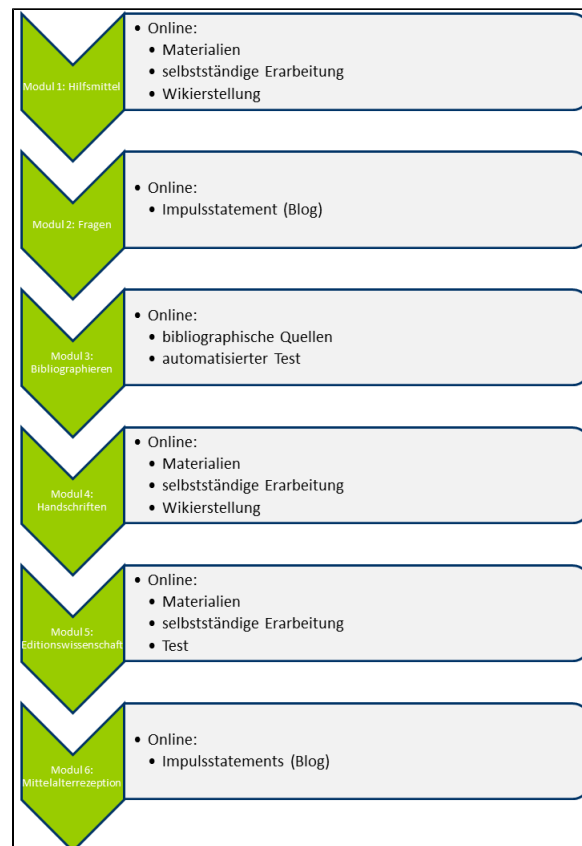 Modul 1: Hilfsmittel
• Online:
• Materialien
• selbstständige Erarbeitung
• Wikierstellung
Modul 2: Fragen
• Online:
• Impulsstatement (Blog)
Modul 3:
Bibliographieren
• Online:
• bibliographische Quellen
• automatisierter Test
Modul 4:
Handschriften
• Online:
• Materialien
• selbstständige Erarbeitung
• Wikierstellung
Modul 5:
Editionswissenschaft
• Online:
• Materialien
• selbstständige Erarbeitung
• Test
Modul 6:
Mittelalterrezeption
• Online:
• Impulsstatements (Blog)